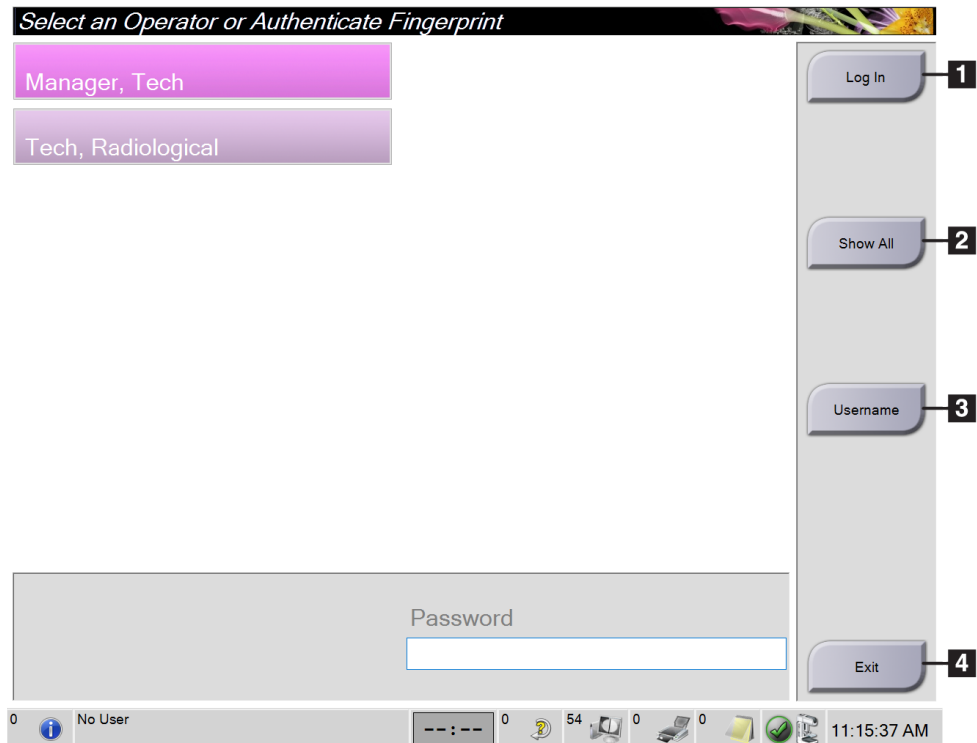 Select an Operator or Authenticate Fingerprint
Manager, Tech
Tech, Radiological
Log In
1
Show All
2
Username
3
Password
Exit
4
0
No User
--:--
0
54
0
0
11:15:37 AM